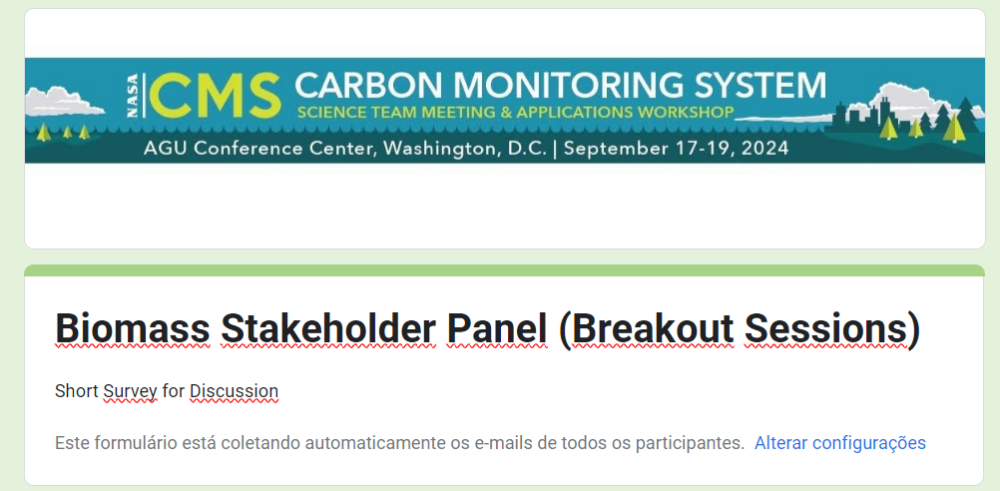 NASA
CMS
CARBON MONITORING SYSTEM
SCIENCE TEAM MEETING & APPLICATIONS WORKSHOP
AGU Conference Center, Washington, D.C. | September 17-19, 2024
Biomass Stakeholder Panel (Breakout Sessions)
Short Survey for Discussion
Este formulário está coletando automaticamente os e-mails de todos os participantes. Alterar configurações